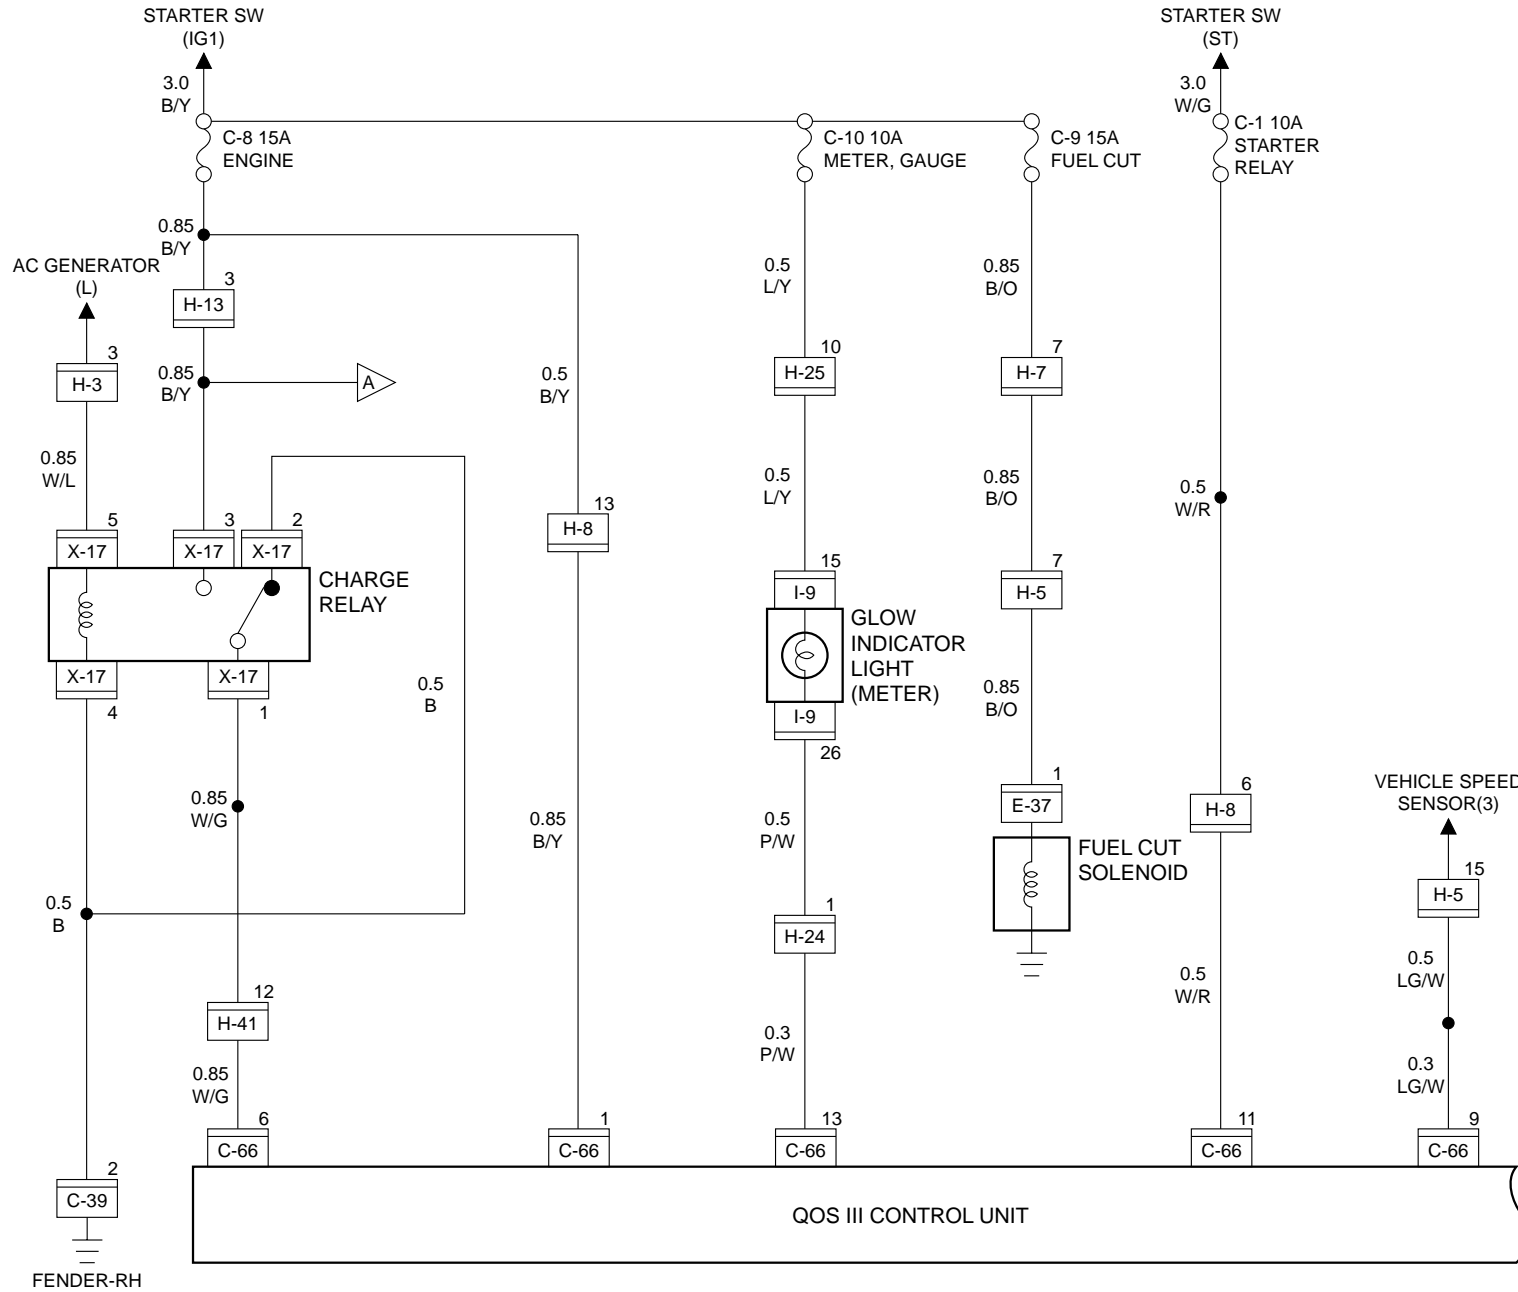 STARTER SW
(IG1)
STARTER SW
(ST)
3.0
B/Y
3.0
W/G
C-8 15A
ENGINE
C-10 10A
METER, GAUGE
C-9 15A
FUEL CUT
C-1 10A
STARTER
RELAY
0.85
B/Y
AC GENERATOR
(L)
3
H-13
0.5
L/Y
0.85
B/O
3
H-3
0.85
B/Y
A
0.5
B/Y
10
H-25
7
H-7
0.85
W/L
0.5
L/Y
0.85
B/O
0.5
W/R
5
X-17
3
X-17
2
X-17
13
H-8
CHARGE
RELAY
15
I-9
7
H-5
GLOW
INDICATOR
LIGHT
(METER)
X-17
4
X-17
1
0.5
B
I-9
26
0.85
B/O
0.85
W/G
0.85
B/Y
0.5
P/W
1
E-37
FUEL CUT
SOLENOID
6
H-8
VEHICLE SPEED
SENSOR(3)
15
H-5
0.5
B
1
H-24
12
H-41
0.5
W/R
0.5
LG/W
0.85
W/G
0.3
P/W
0.3
LG/W
6
C-66
1
C-66
13
C-66
11
C-66
9
C-66
2
C-39
FENDER-RH
QOS III CONTROL UNIT